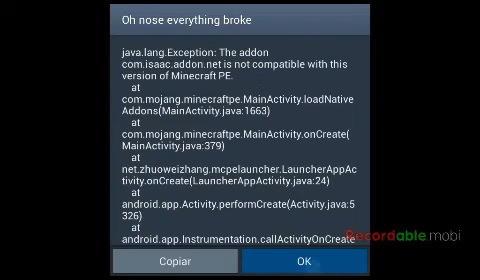 Oh nose everything broke
java.lang.Exception: The addon
com.isaac.addon.net is not compatible with this
version of Minecraft PE.
at
com.mojang.minecraftpe.MainActivity.loadNative
Addons(MainActivity.java:1663)
at
com.mojang.minecraftpe.MainActivity.onCreate(
MainActivity.java:379)
at
net.zhuoweizhang.mcpelauncher.LauncherAppAc
tivity.onCreate(LauncherAppActivity.java:24)
at
android.app.Activity.performCreate(Activity.java:5
326)
at
android.app.Instrumentation.callActivityOnCreate
Recordable.mobi
Copiar
OK